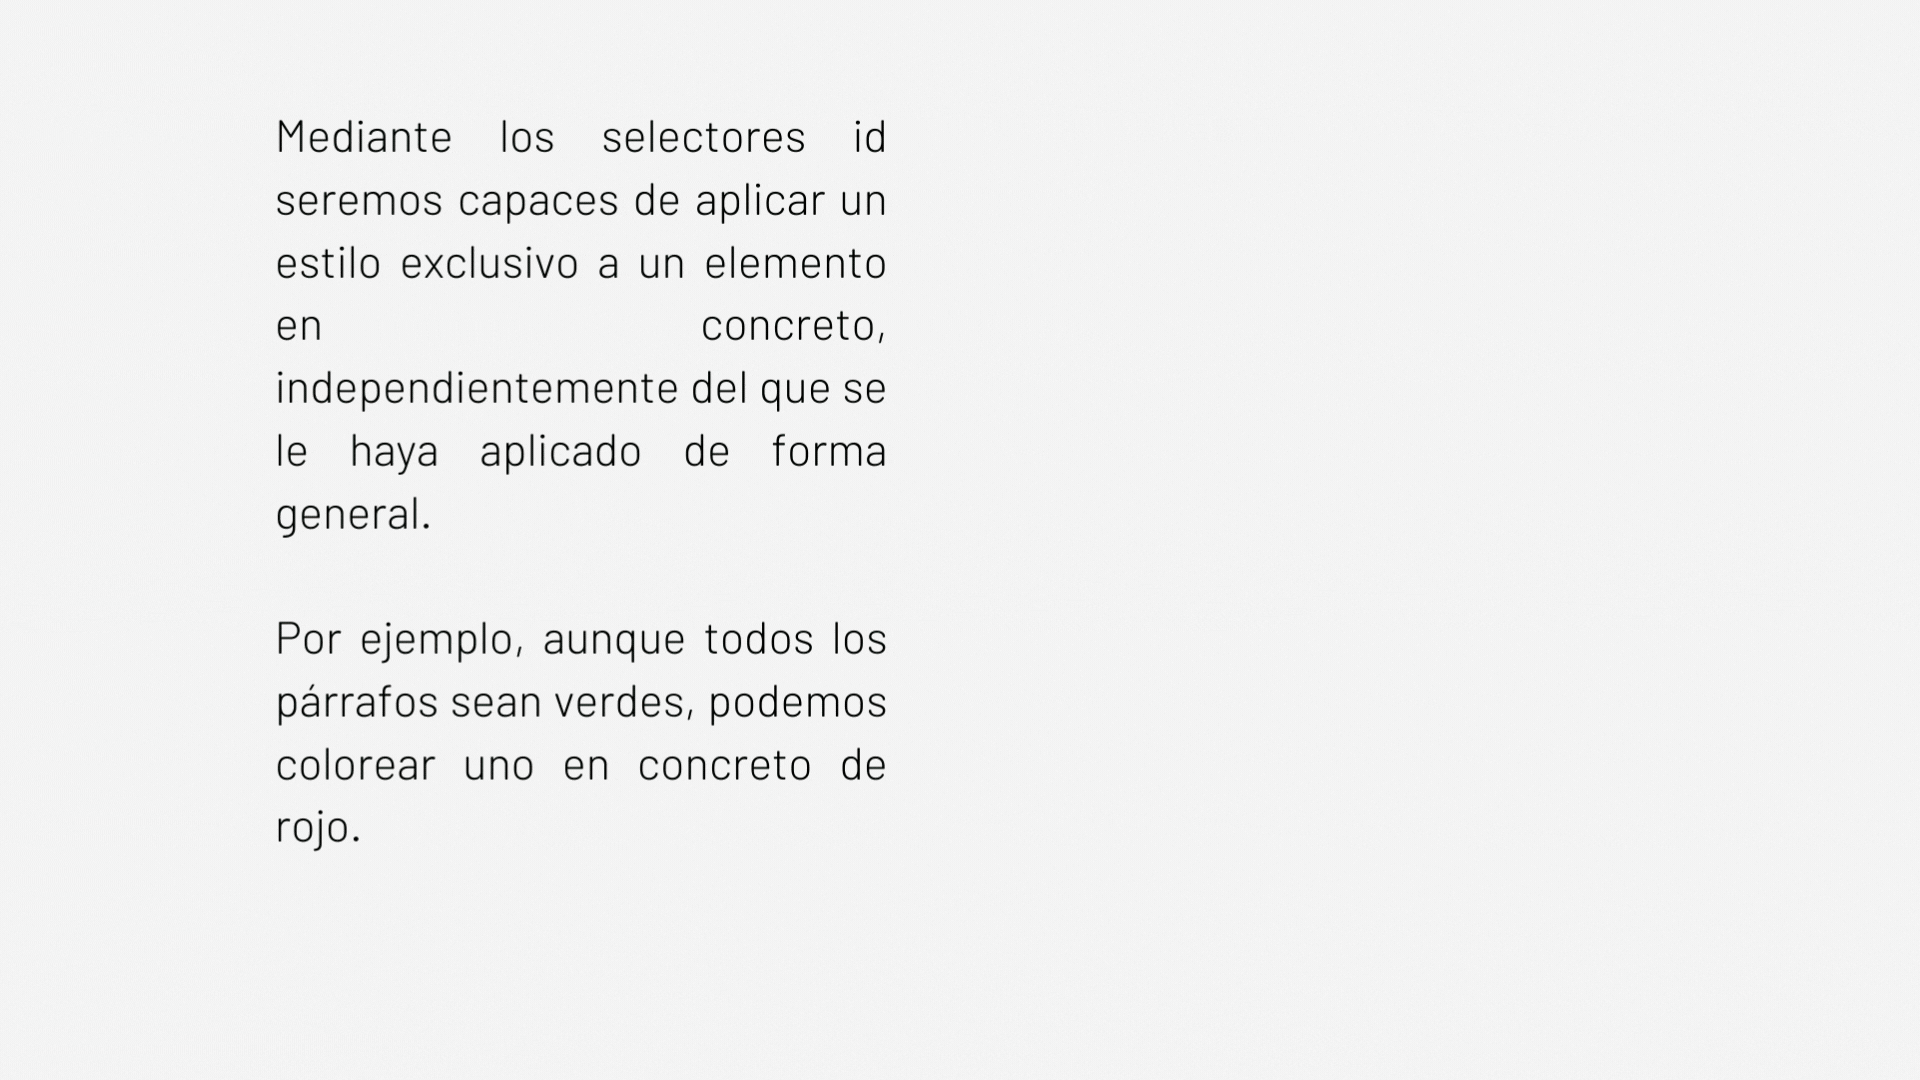 Mediante los selectores id
seremos capaces de aplicar un
estilo exclusivo a un elemento
en concreto,
independientemente del que se
le haya aplicado de forma
general.
Por ejemplo, aunque todos los
párrafos sean verdes, podemos
colorear uno en concreto de
rojo.